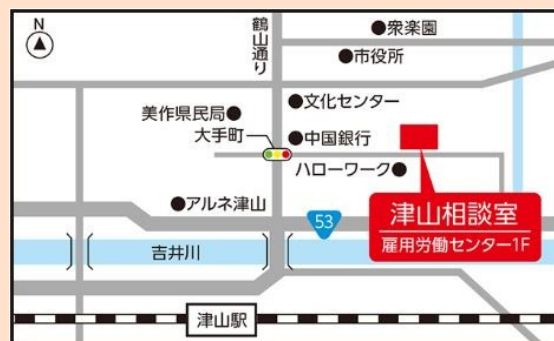 N
鶴山通り
●衆楽園
●市役所
●文化センター
美作県民局●
大手町
●中国銀行
ハローワーク●
●アルネ津山
53
津山相談室
雇用労働センター1F
吉井川
津山駅